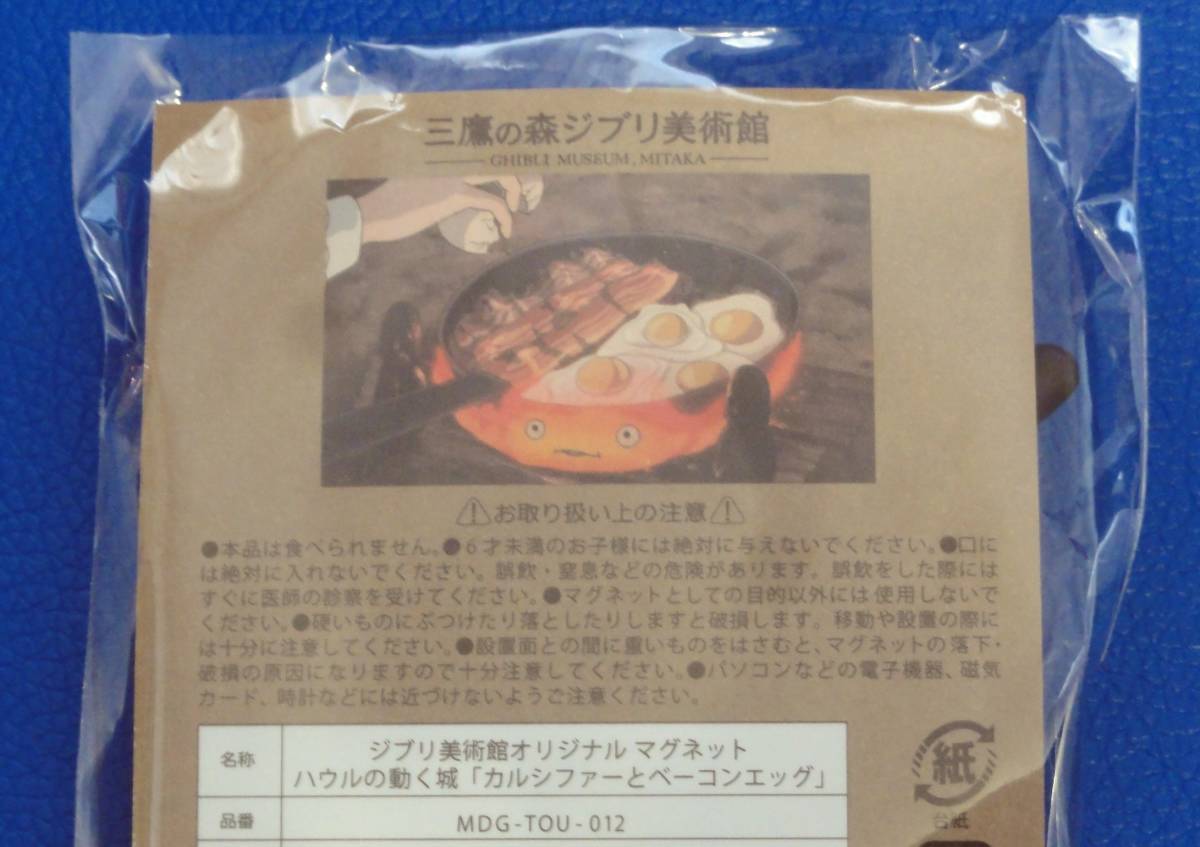 三鷹の森ジブリ美術館
GHIBLI MUSEUM, MITAKA
⚠お取り扱い上の注意⚠
●本品は食べられません。●6才未満のお子様には絶対に与えないでください。●口に
は絶対に入れないでください。誤飲・窒息などの危険があります。誤飲をした際には
すぐに医師の診察を受けてください。●マグネットとしての目的以外には使用しないで
ください。●硬いものにぶつけたり落としたりしますと破損します。移動や設置の際に
は十分に注意してください。●設置面との間に重いものをはさむと、マグネットの落下・
破損の原因になりますので十分注意してください。●パソコンなどの電子機器、磁気
カード、時計などには近づけないようご注意ください。
名称
ジブリ美術館オリジナル マグネット
ハウルの動く城「カルシファーとベーコンエッグ」
品番
MDG-TOU-012
紙
台紙